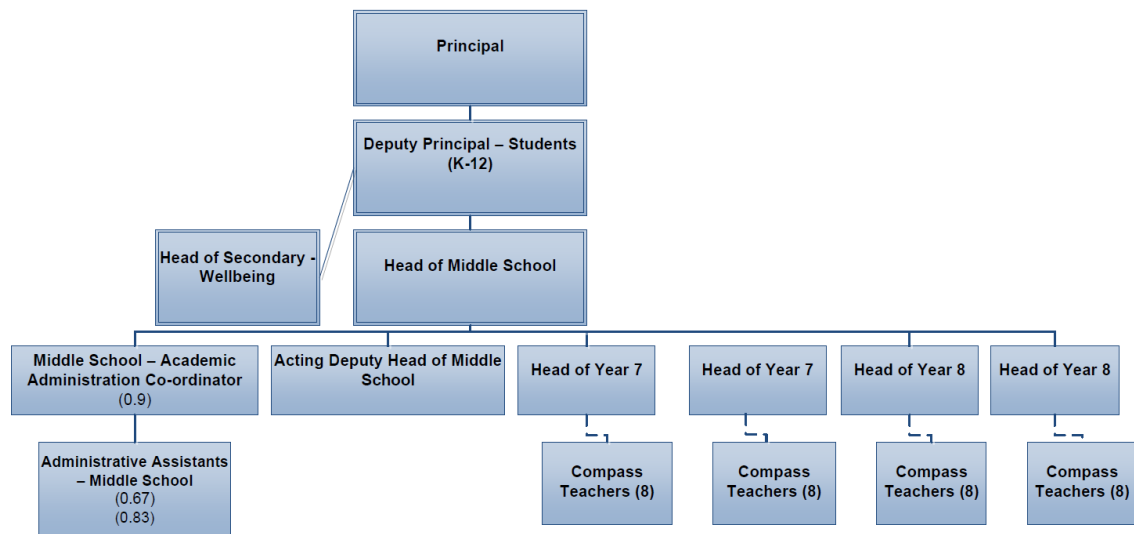 Principal
Deputy Principal – Students
(K-12)
Head of Secondary -
Wellbeing
Head of Middle School
Middle School – Academic
Administration Co-ordinator
(0.9)
Acting Deputy Head of Middle
School
Head of Year 7
Head of Year 7
Head of Year 8
Head of Year 8
Administrative Assistants
– Middle School
(0.67)
(0.83)
Compass
Teachers (8)
Compass
Teachers (8)
Compass
Teachers (8)
Compass
Teachers (8)